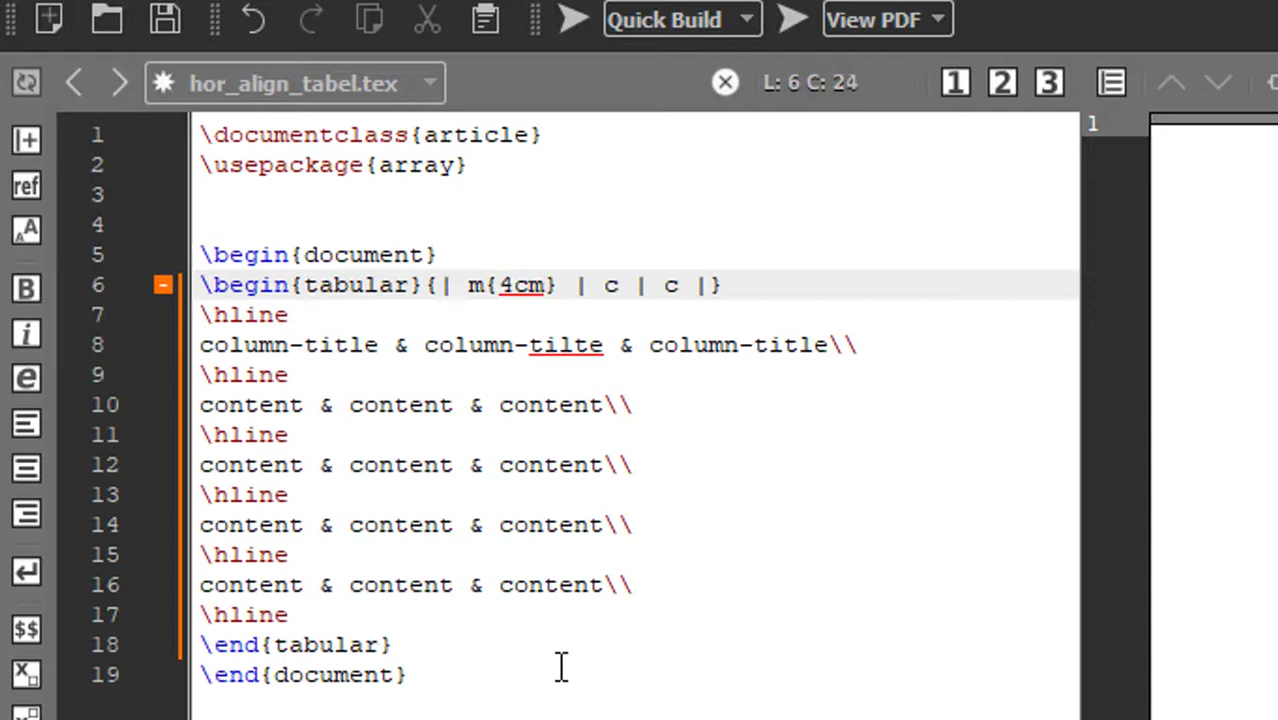 Quick Build View PDF
hor_align_tabel.tex L: 6 C: 24 1 2 3
1
1 \documentclass{article}
2 \usepackage{array}
3
4
5 \begin{document}
6 \begin{tabular}{| m{4cm} | c | c |}
7 \hline
8 column-title & column-tilte & column-title\\
9 \hline
10 content & content & content\\
11 \hline
12 content & content & content\\
13 \hline
14 content & content & content\\
15 \hline
16 content & content & content\\
17 \hline
18 \end{tabular}
19 \end{document}
ref
AA
B
i
e
$$
X